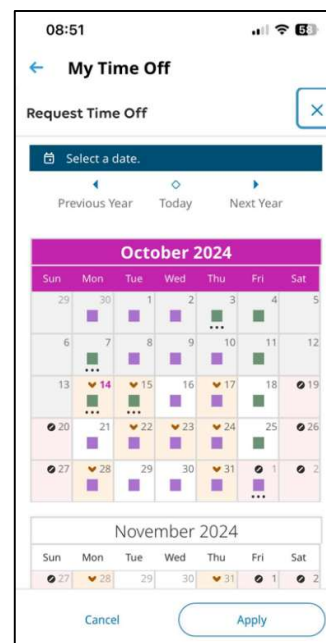 08:51
58
My Time Off
Request Time Off
Select a date.
Previous Year Today Next Year
October 2024
Sun Mon Tue Wed Thu Fri Sat
29 30 1 2 3 4 5
6 7 8 9 10 11 12
13 14 15 16 17 18 19
20 21 22 23 24 25 26
27 28 29 30 31 1 2
November 2024
Sun Mon Tue Wed Thu Fri Sat
27 28 29 30 31 1 2
Cancel Apply